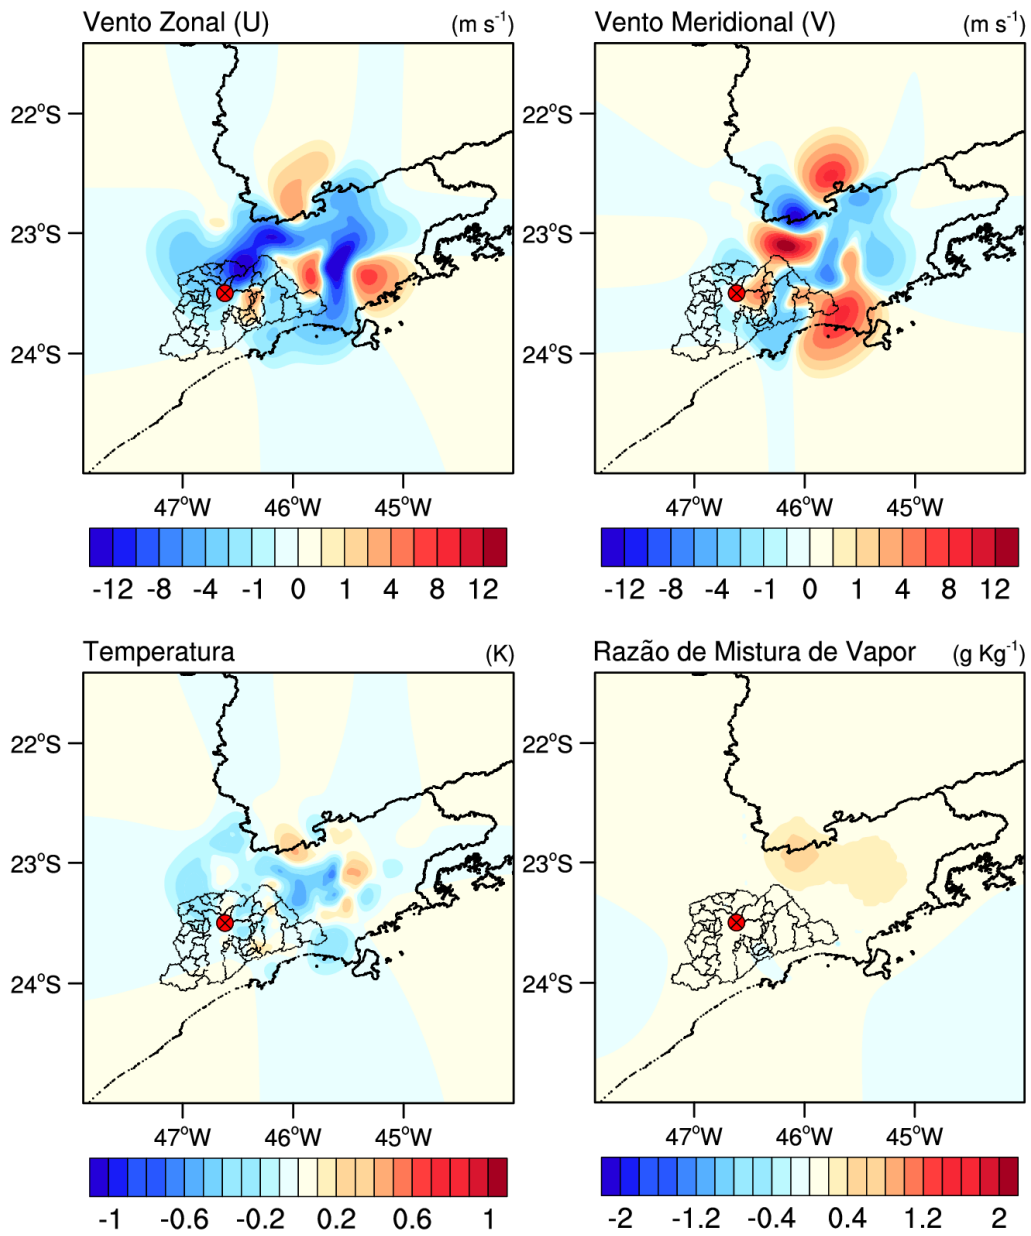 Vento Zonal (U) (m s⁻¹)
22°S
23°S
24°S
47°W 46°W 45°W
-12 -8 -4 -1 0 1 4 8 12
Vento Meridional (V) (m s⁻¹)
22°S
23°S
24°S
47°W 46°W 45°W
-12 -8 -4 -1 0 1 4 8 12
Temperatura (K)
22°S
23°S
24°S
47°W 46°W 45°W
-1 -0.6 -0.2 0.2 0.6 1
Razão de Mistura de Vapor (g Kg⁻¹)
22°S
23°S
24°S
47°W 46°W 45°W
-2 -1.2 -0.4 0.4 1.2 2